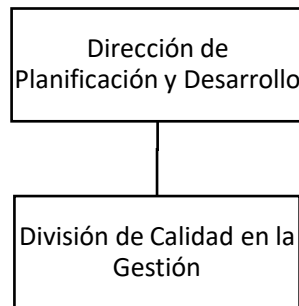 Dirección de
Planificación y Desarrollo
División de Calidad en la
Gestión